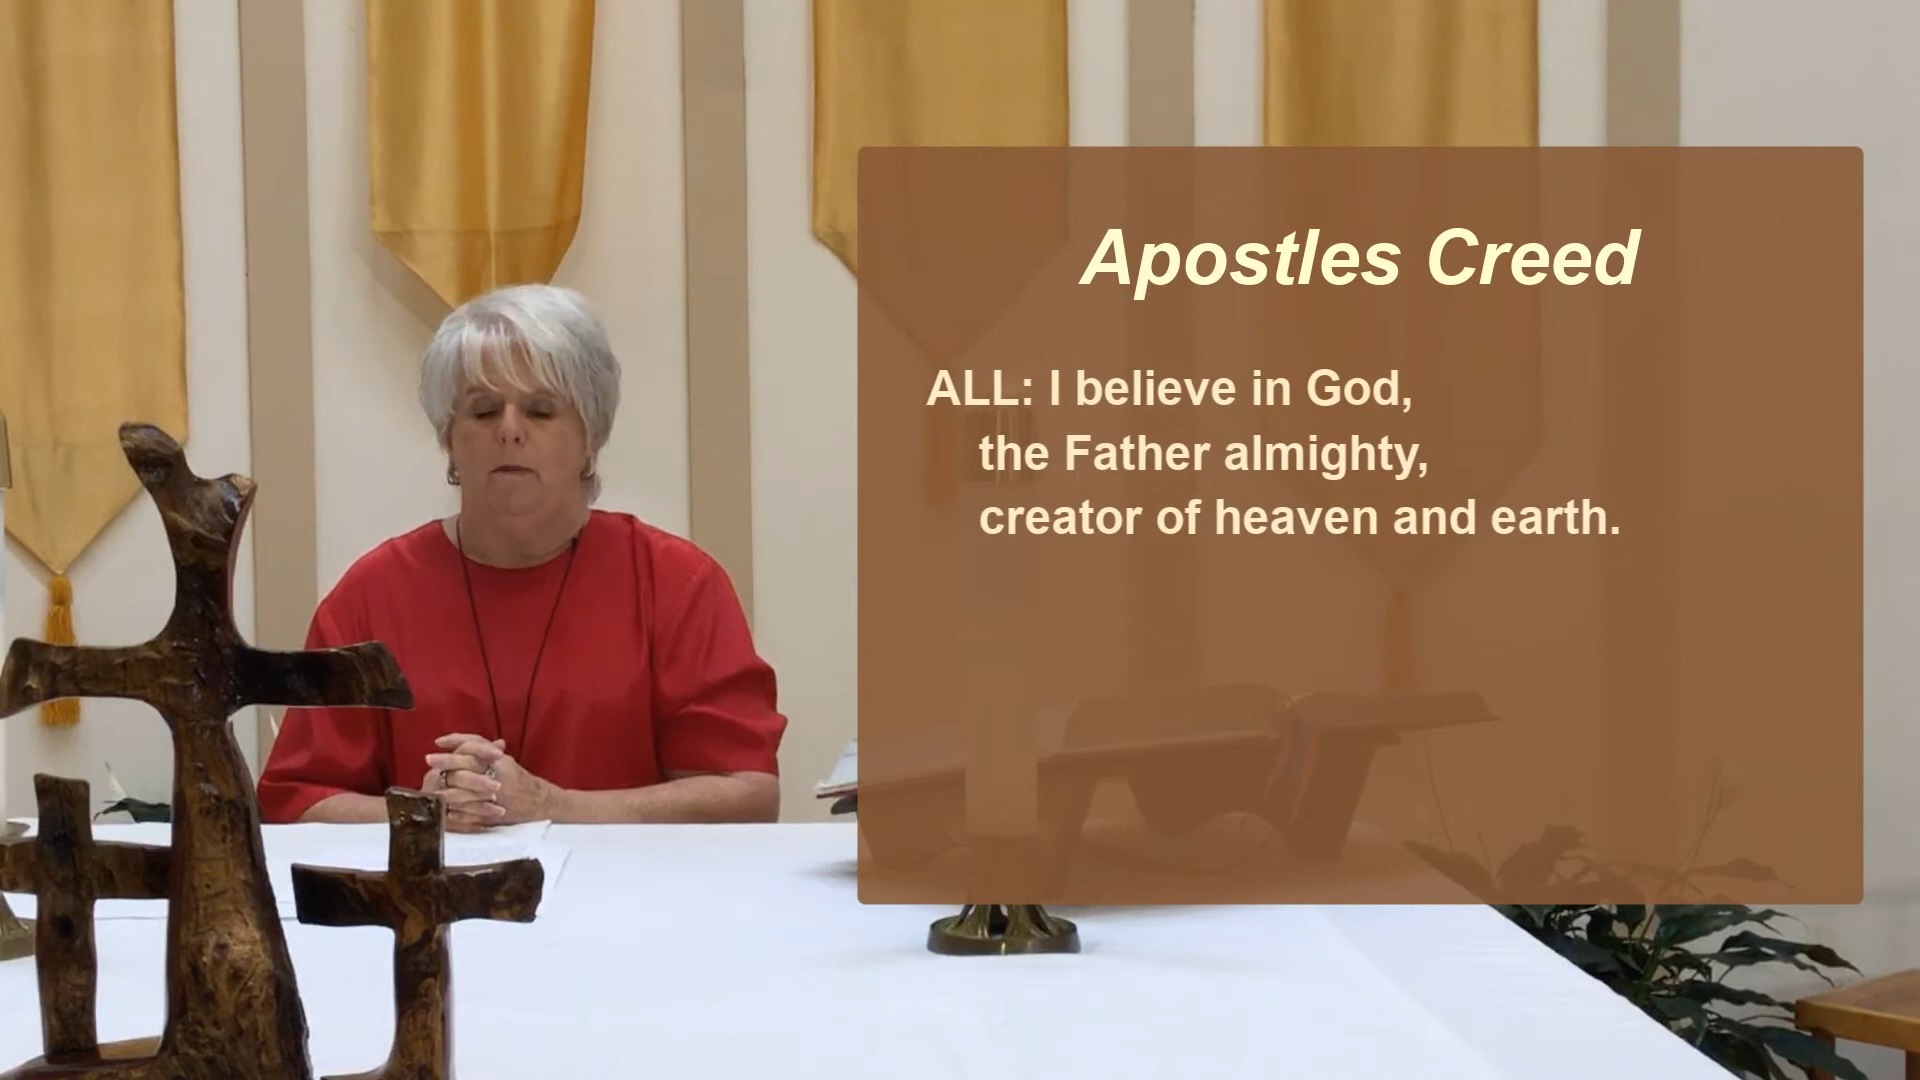 Apostles Creed
ALL: I believe in God,
the Father almighty,
creator of heaven and earth.